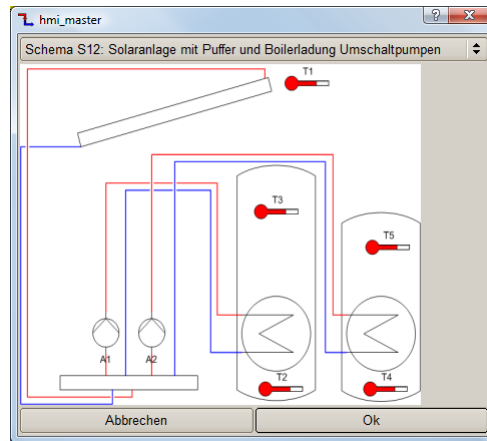 hmi_master
Schema S12: Solaranlage mit Puffer und Boilerladung Umschaltpumpen
T1
T3
T5
A1 A2
T2 T4
Abbrechen Ok